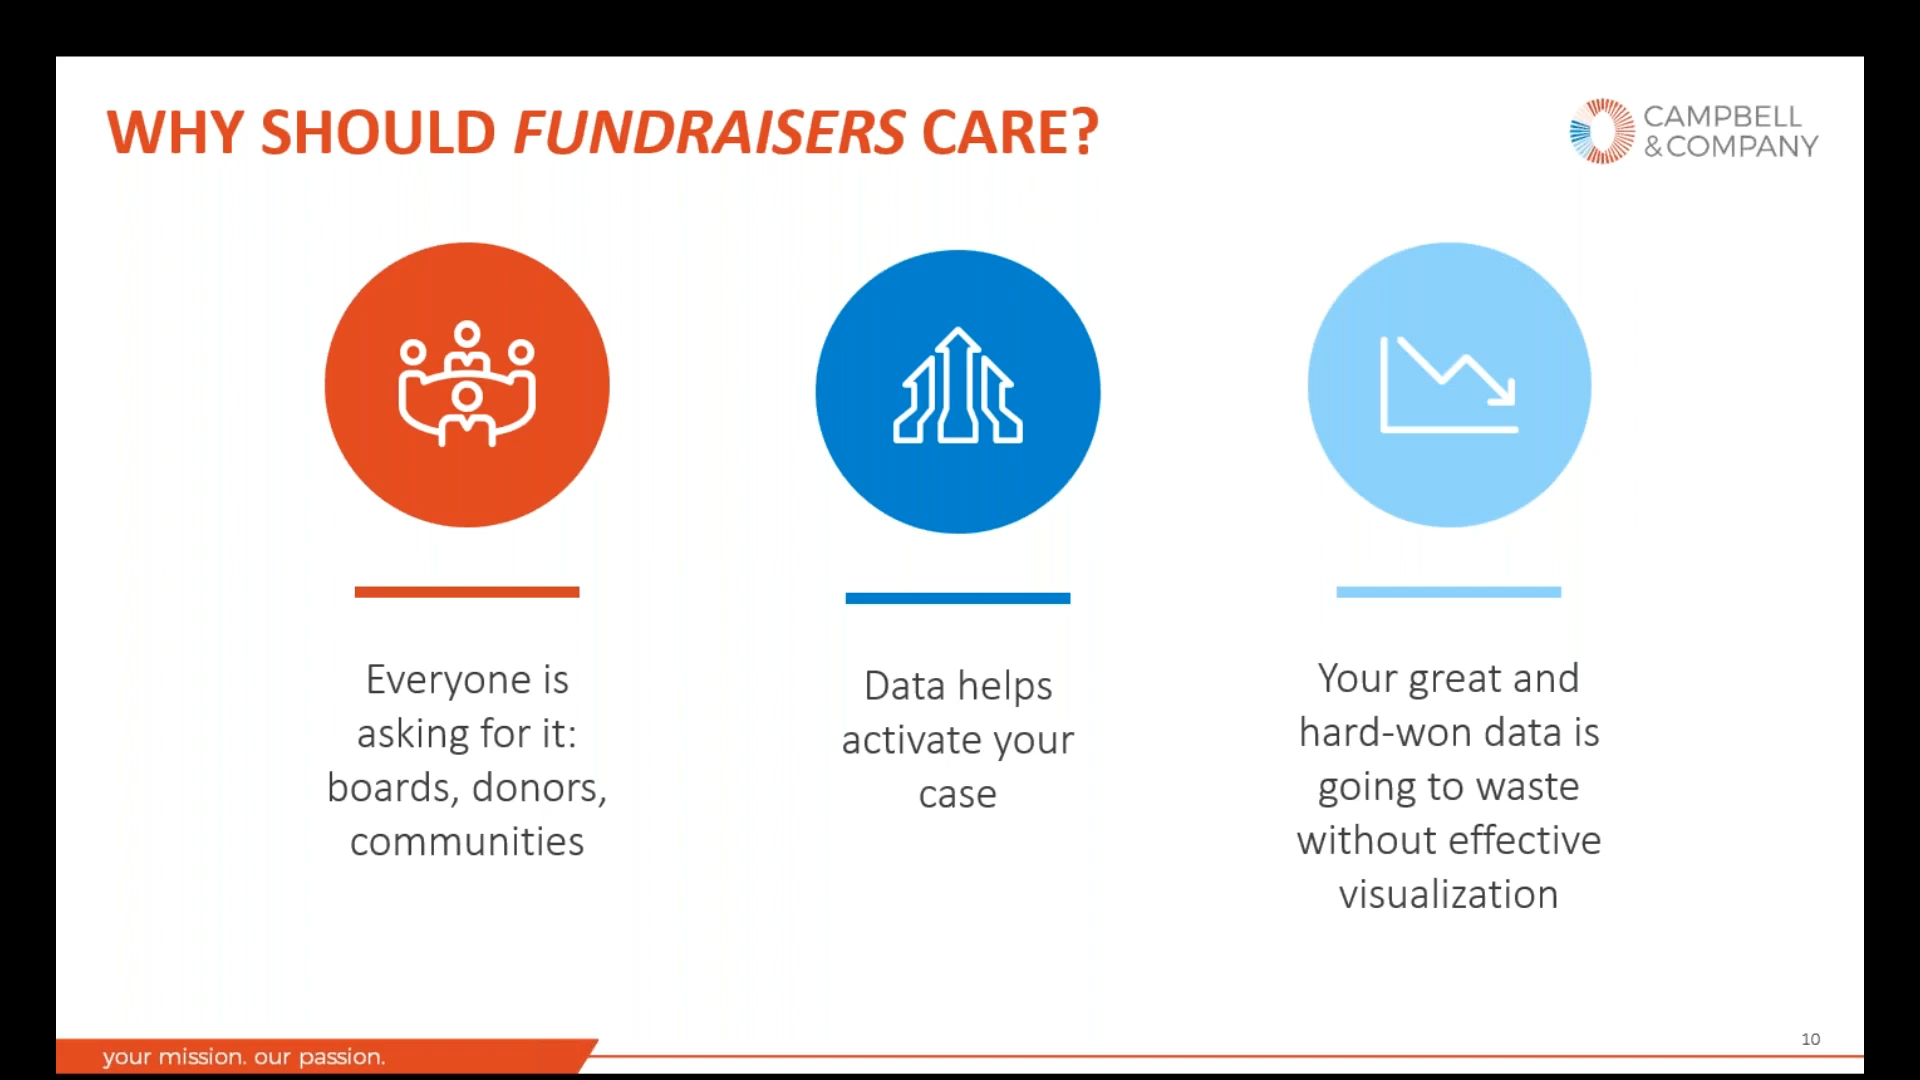 WHY SHOULD FUNDRAISERS CARE?
CAMPBELL
& COMPANY
Everyone is
asking for it:
boards, donors,
communities
Data helps
activate your
case
Your great and
hard-won data is
going to waste
without effective
visualization
10
your mission. our passion.